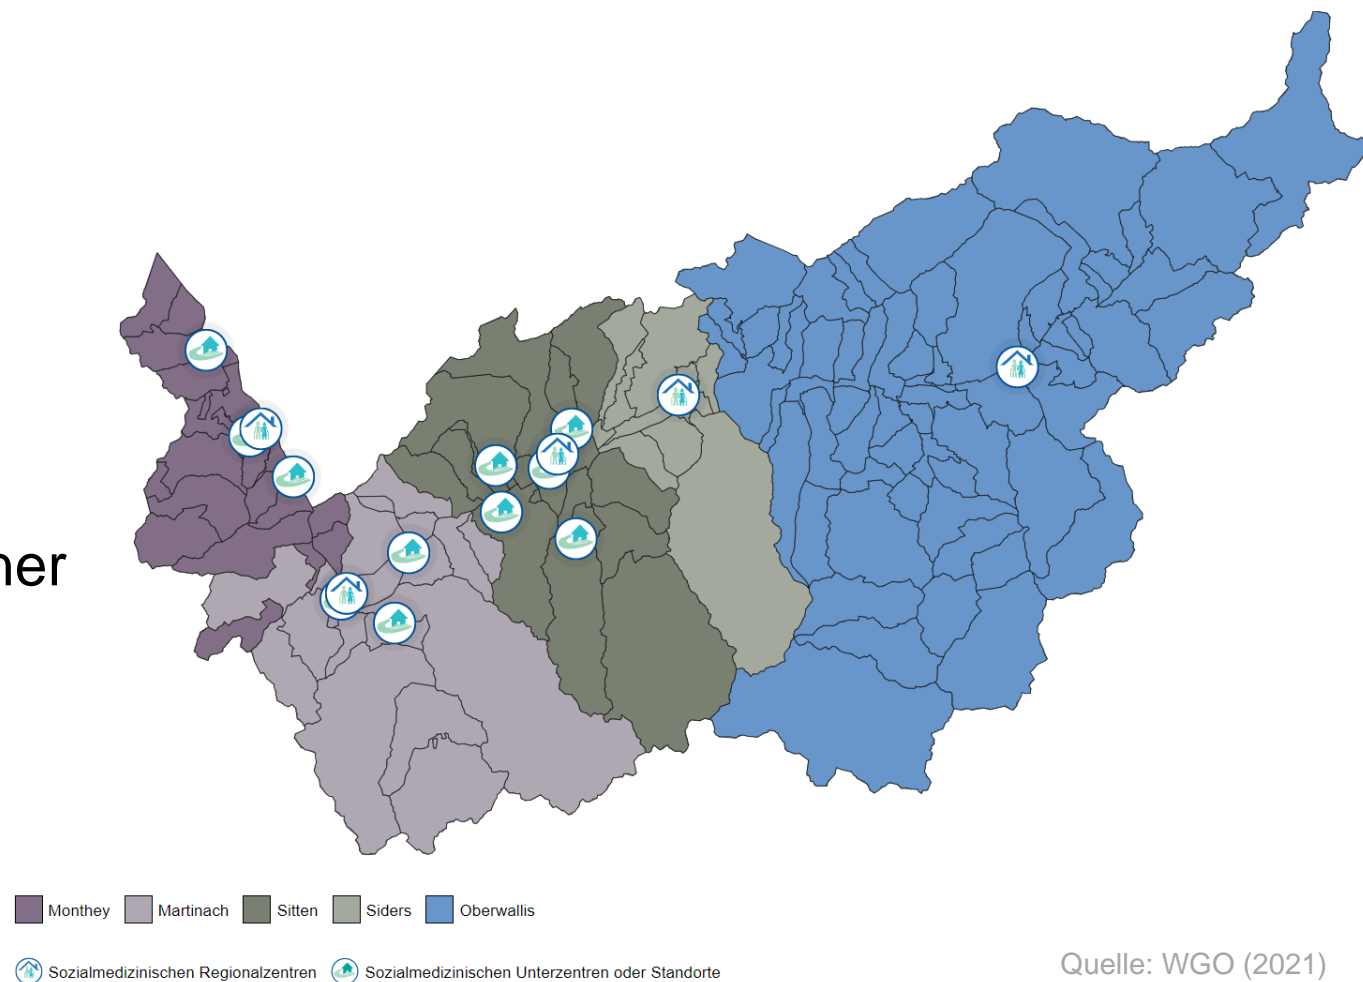 ner
Monthey Martinach Sitten Siders Oberwallis
Sozialmedizinischen Regionalzentren Sozialmedizinischen Unterzentren oder Standorte
Quelle: WGO (2021)